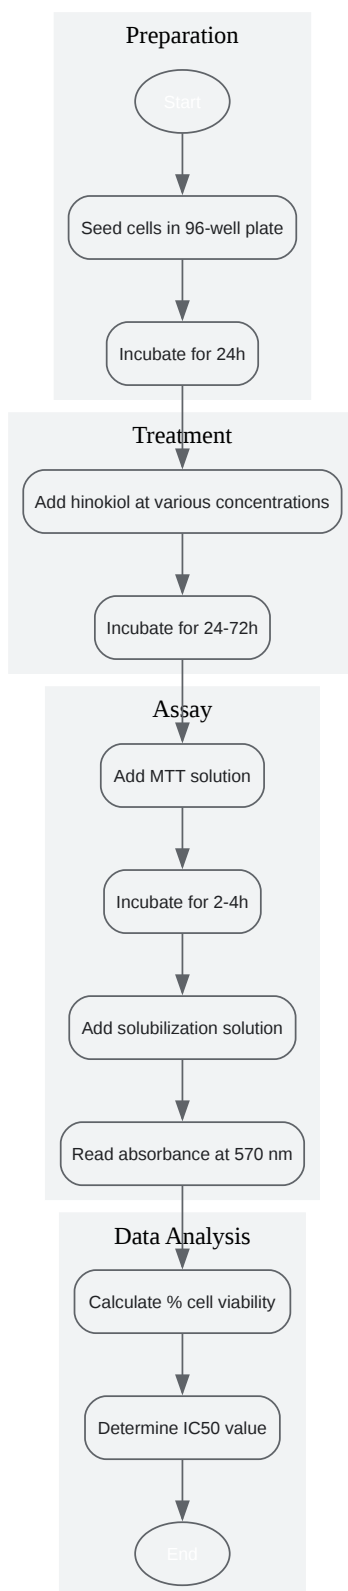 Preparation
Start
Seed cells in 96-well plate
Incubate for 24h
Treatment
Add hinokiol at various concentrations
Incubate for 24-72h
Assay
Add MTT solution
Incubate for 2-4h
Add solubilization solution
Read absorbance at 570 nm
Data Analysis
Calculate % cell viability
Determine IC50 value
End